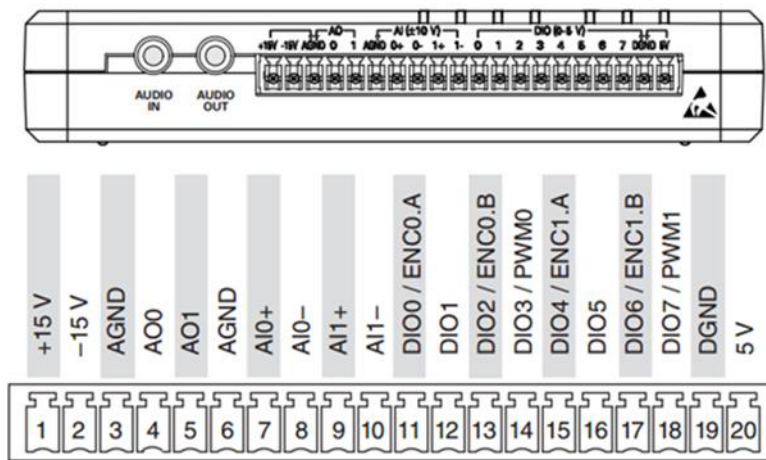 AO AI (±10 V) DIO (0-5 V)
+15V -15V AGND 0 1 AGND 0+ 0- 1+ 1- 0 1 2 3 4 5 6 7 DGND 5V
AUDIO IN
AUDIO OUT
+15 V
–15 V
AGND
AO0
AO1
AGND
AI0+
AI0–
AI1+
AI1–
DIO0 / ENC0.A
DIO1
DIO2 / ENC0.B
DIO3 / PWM0
DIO4 / ENC1.A
DIO5
DIO6 / ENC1.B
DIO7 / PWM1
DGND
5 V
1 2 3 4 5 6 7 8 9 10 11 12 13 14 15 16 17 18 19 20